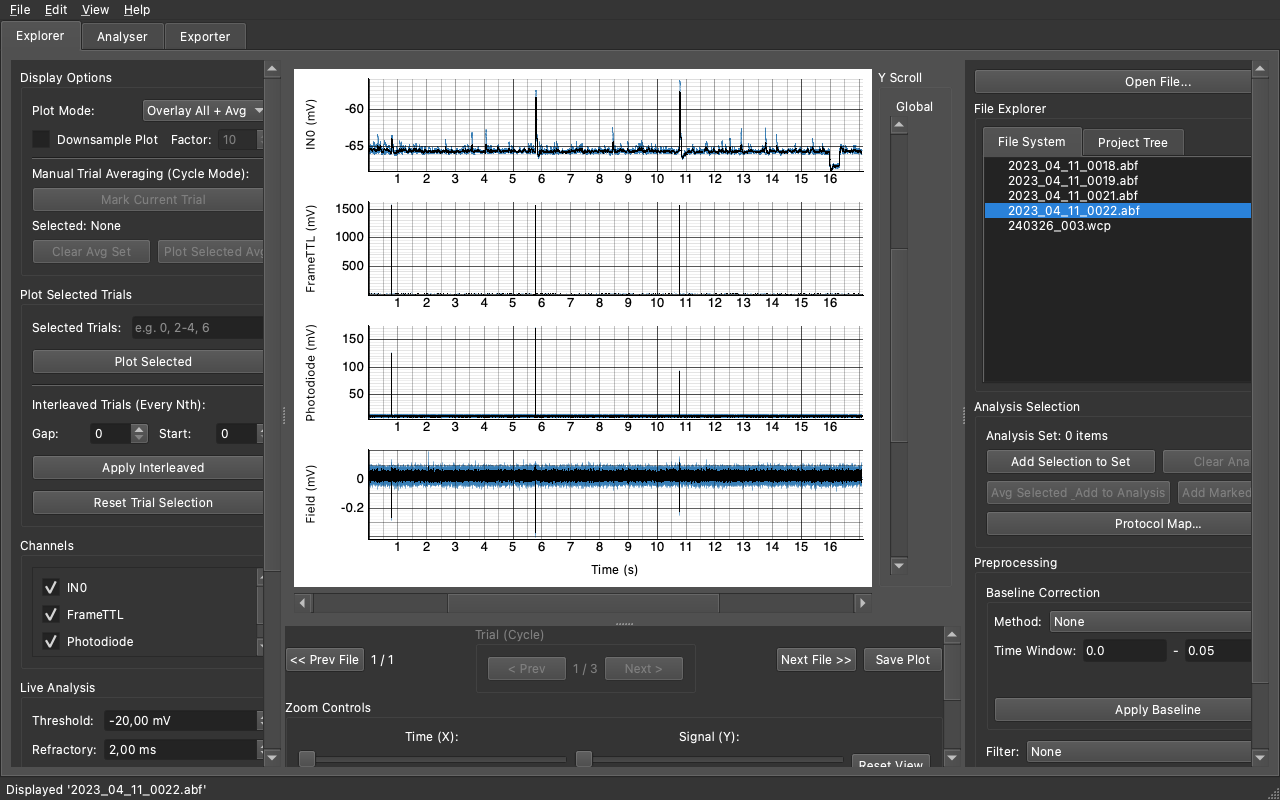 File Edit View Help
Explorer Analyser Exporter
Display Options
Plot Mode: Overlay All + Avg
Downsample Plot Factor: 10
Manual Trial Averaging (Cycle Mode):
Mark Current Trial
Selected: None
Clear Avg Set Plot Selected Avg
Plot Selected Trials
Selected Trials: e.g. 0, 2-4, 6
Plot Selected
Interleaved Trials (Every Nth):
Gap: 0 Start: 0
Apply Interleaved
Reset Trial Selection
Channels
IN0
FrameTTL
Photodiode
Live Analysis
Threshold: -20,00 mV
Refractory: 2,00 ms
IN0 (mV)
-60
-65
1 2 3 4 5 6 7 8 9 10 11 12 13 14 15 16
FrameTTL (mV)
1500
1000
500
1 2 3 4 5 6 7 8 9 10 11 12 13 14 15 16
Photodiode (mV)
150
100
50
1 2 3 4 5 6 7 8 9 10 11 12 13 14 15 16
Field (mV)
0
-0.2
1 2 3 4 5 6 7 8 9 10 11 12 13 14 15 16
Time (s)
Y Scroll
Global
Trial (Cycle)
<< Prev File 1 / 1 < Prev 1 / 3 Next > Next File >> Save Plot
Zoom Controls
Time (X): Signal (Y):
Reset View
Open File...
File Explorer
File System Project Tree
2023_04_11_0018.abf
2023_04_11_0019.abf
2023_04_11_0021.abf
2023_04_11_0022.abf
240326_003.wcp
Analysis Selection
Analysis Set: 0 items
Add Selection to Set Clear Ana
Avg Selected _Add to Analysis Add Marked
Protocol Map...
Preprocessing
Baseline Correction
Method: None
Time Window: 0.0 - 0.05
Apply Baseline
Filter: None
Displayed '2023_04_11_0022.abf'